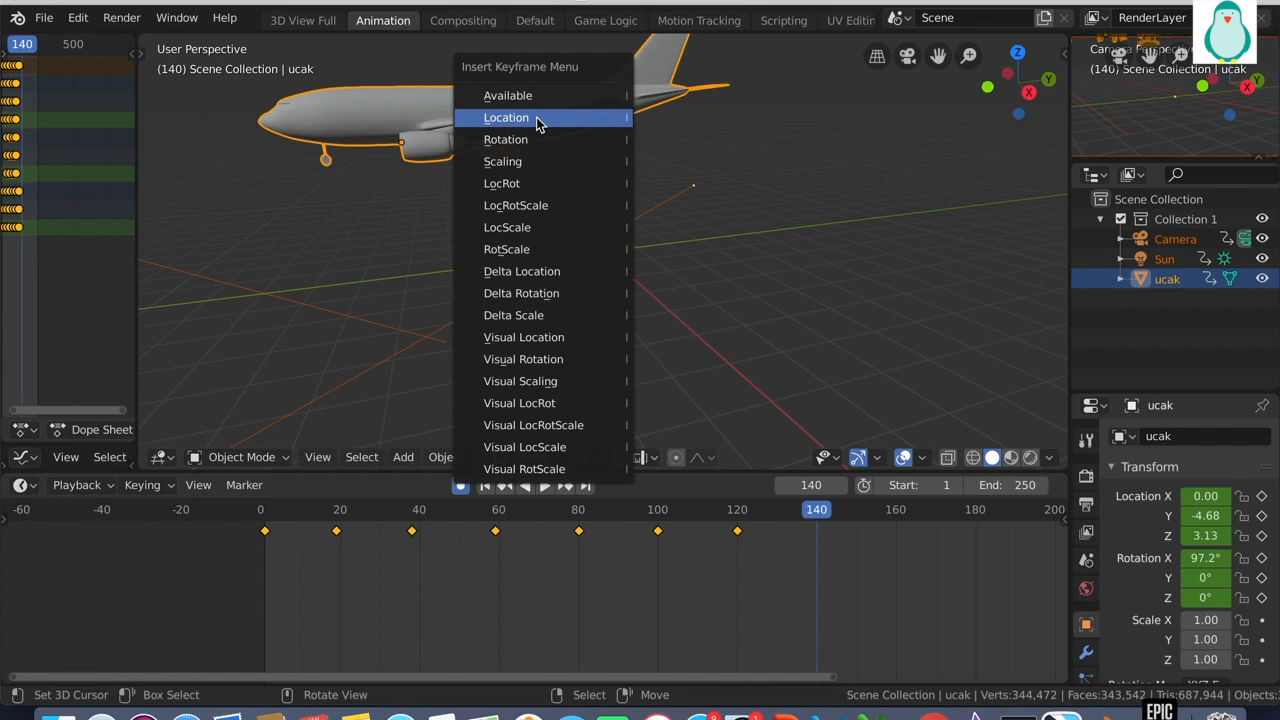 File Edit Render Window Help
3D View Full Animation Compositing Default Game Logic Motion Tracking Scripting UV Editin
Scene
RenderLayer
140 500
User Perspective
(140) Scene Collection | ucak
Insert Keyframe Menu
Available
Location
Rotation
Scaling
LocRot
LocRotScale
LocScale
RotScale
Delta Location
Delta Rotation
Delta Scale
Visual Location
Visual Rotation
Visual Scaling
Visual LocRot
Visual LocRotScale
Visual LocScale
Visual RotScale
Z
Y
X
(140) Scene Collection | ucak
Y
X
Scene Collection
Collection 1
Camera
Sun
ucak
Dope Sheet
View Select
Object Mode View Select Add Obje
ucak
ucak
Transform
Location X 0.00
Y -4.68
Z 3.13
Rotation X 97.2°
Y 0°
Z 0°
Scale X 1.00
Y 1.00
Z 1.00
Playback Keying View Marker
140 Start: 1 End: 250
-60 -40 -20 0 20 40 60 80 100 120 140 160 180 200
Set 3D Cursor Box Select Rotate View Select Move
Scene Collection | ucak | Verts:344,472 | Faces:343,542 | Tris:687,944 | Objects:
EPIC